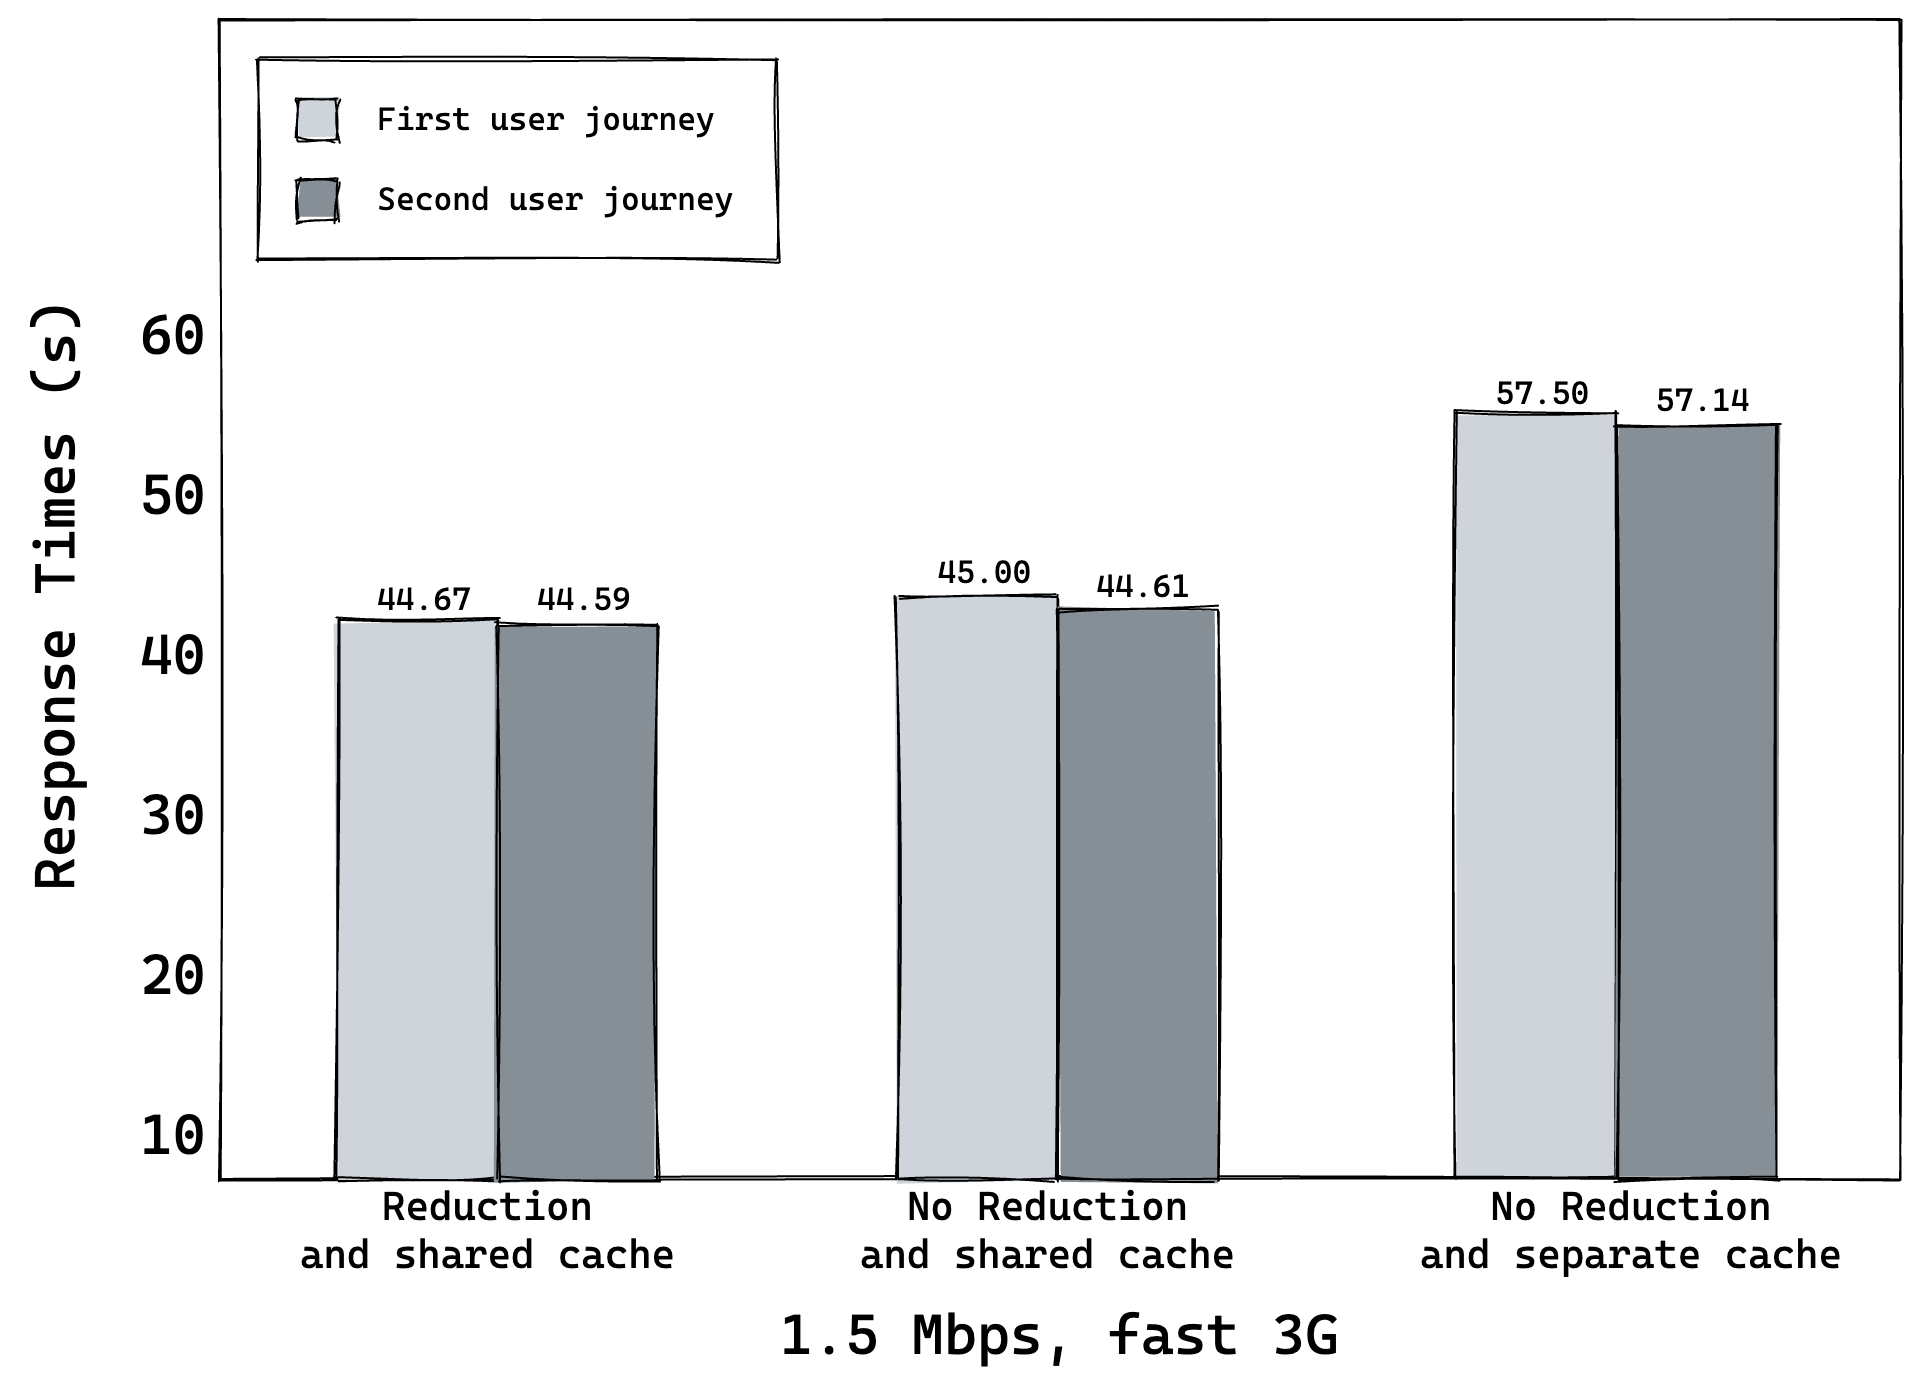 First user journey
Second user journey
Response Times (s)
60
50
40
30
20
10
44.67
44.59
45.00
44.61
57.50
57.14
Reduction
and shared cache
No Reduction
and shared cache
No Reduction
and separate cache
1.5 Mbps, fast 3G